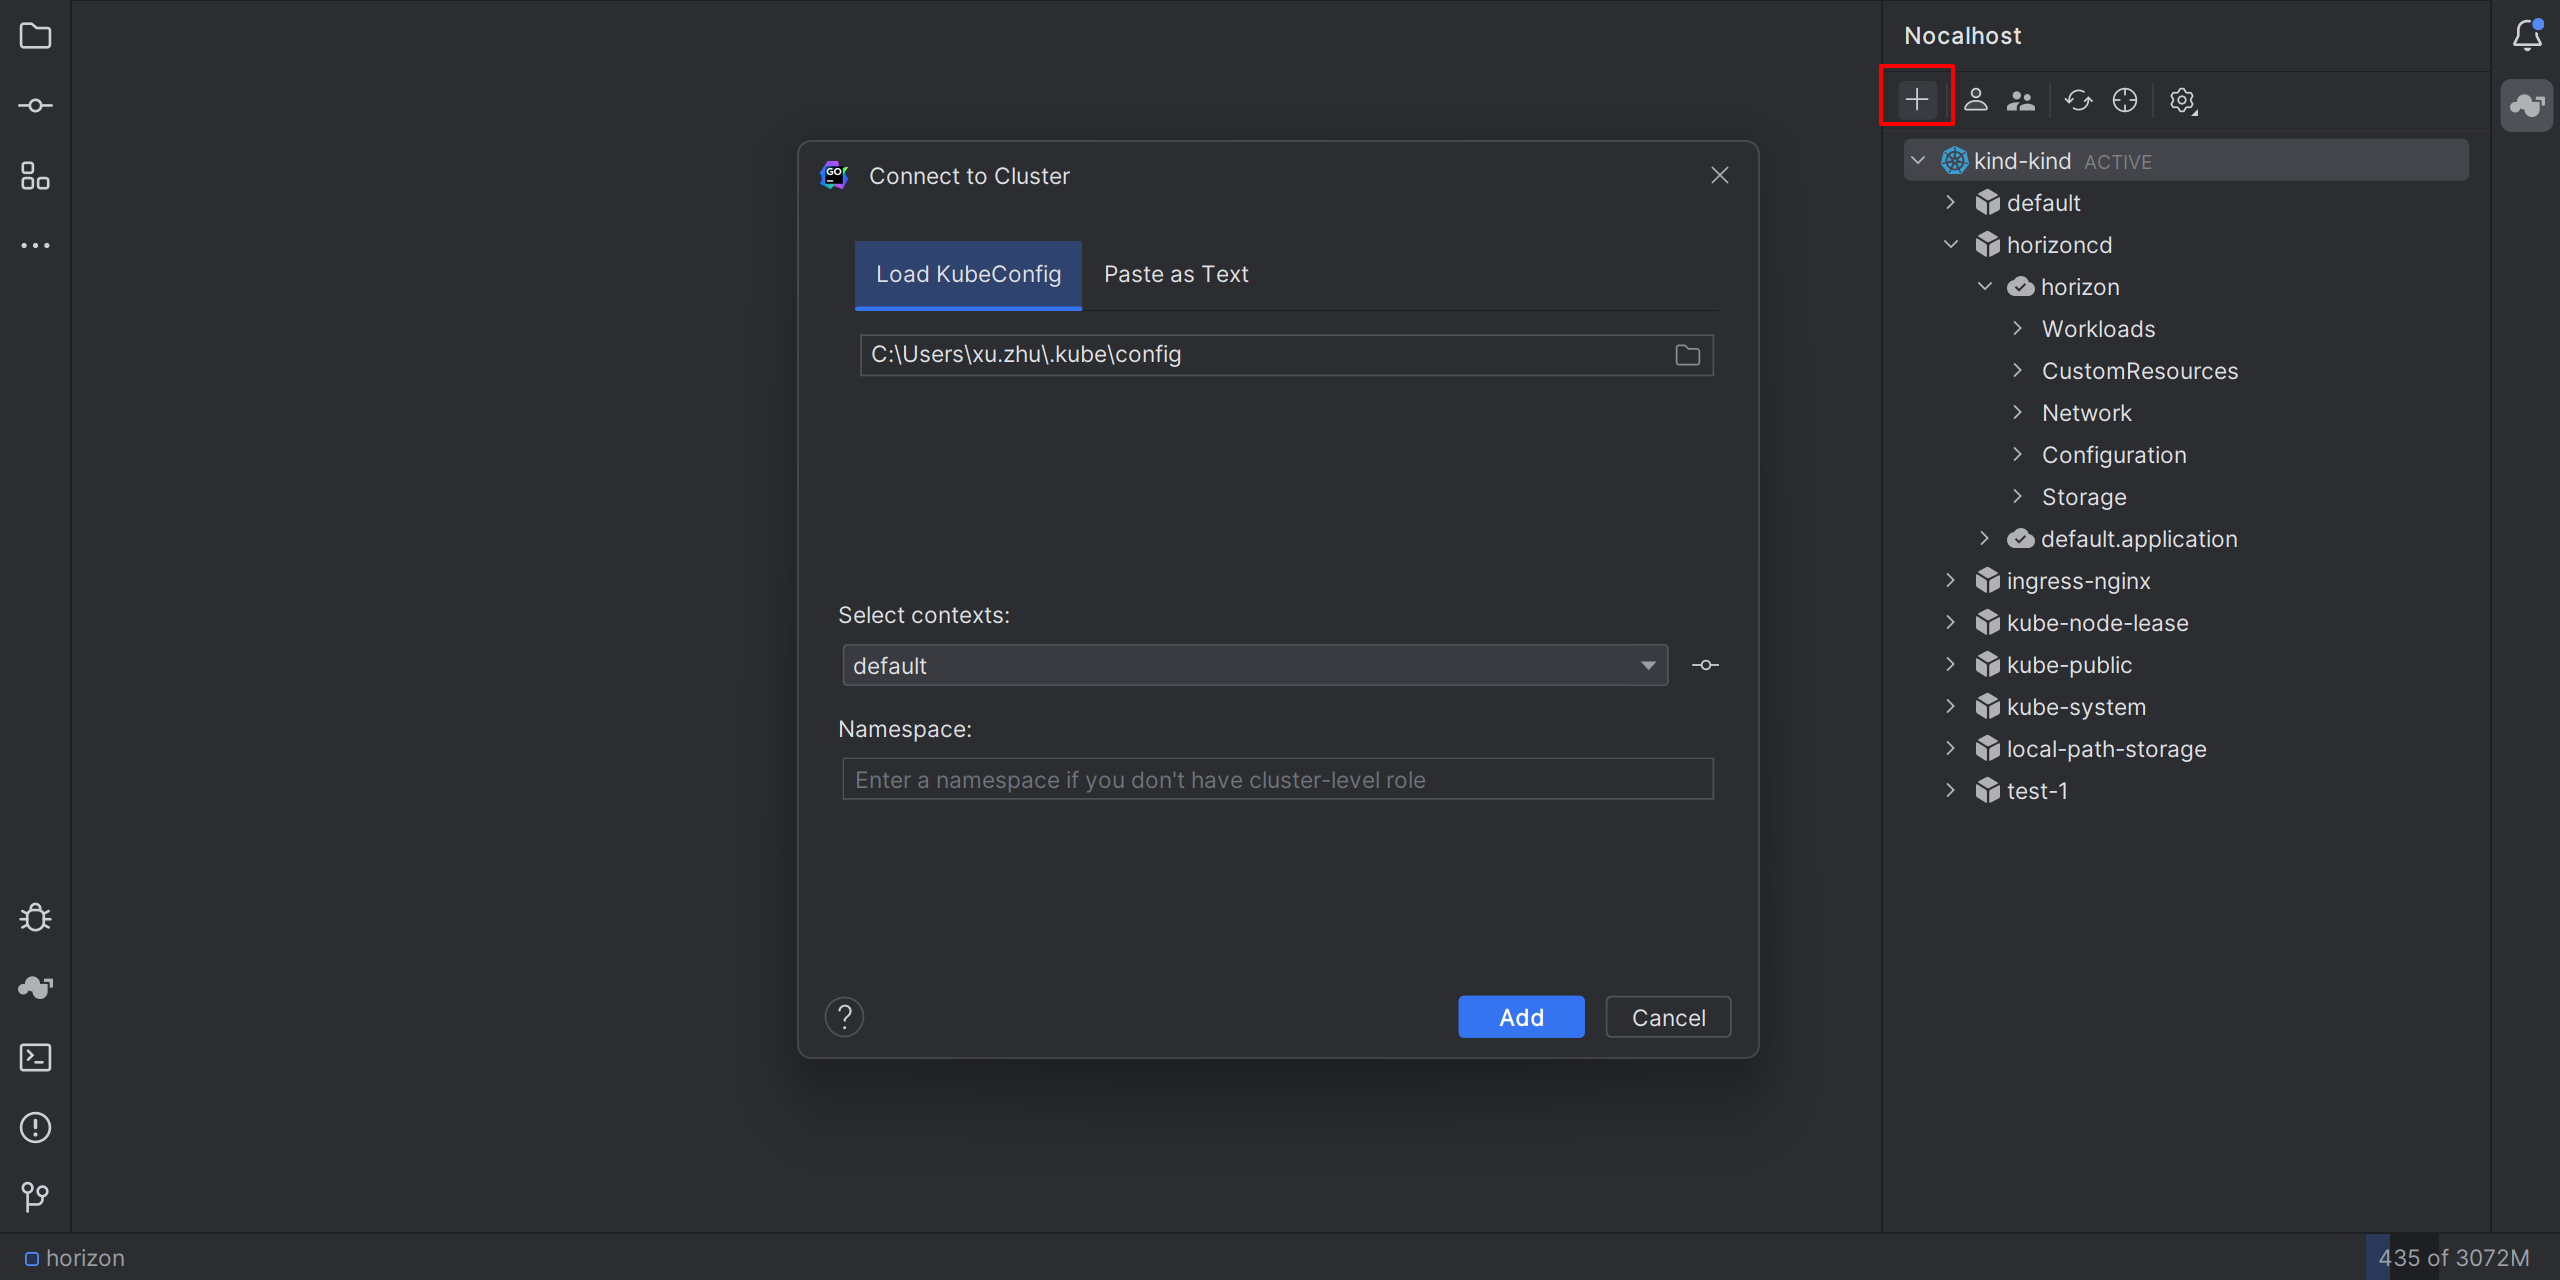 Nocalhost
GO
Connect to Cluster
Load KubeConfig
Paste as Text
C:\Users\xu.zhu\.kube\config
Select contexts:
default
Namespace:
Enter a namespace if you don't have cluster-level role
?
Add
Cancel
kind-kind ACTIVE
default
horizoncd
horizon
Workloads
CustomResources
Network
Configuration
Storage
default.application
ingress-nginx
kube-node-lease
kube-public
kube-system
local-path-storage
test-1
horizon
435 of 3072M